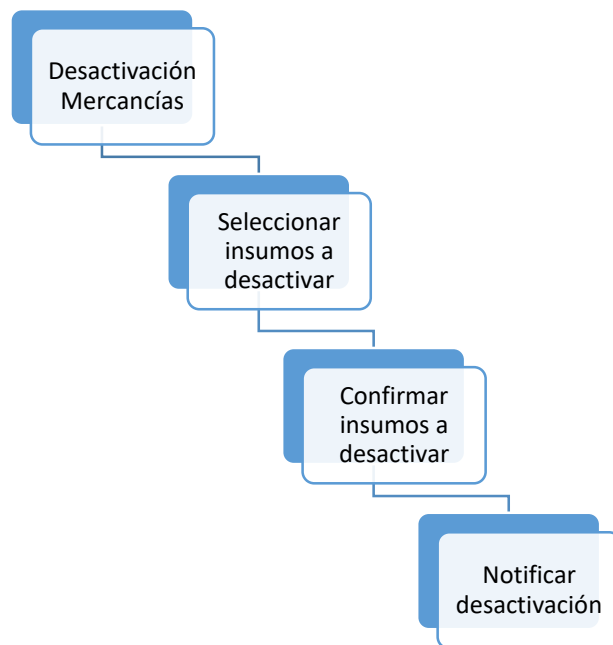 Desactivación
Mercancías
Seleccionar
insumos a
desactivar
Confirmar
insumos a
desactivar
Notificar
desactivación